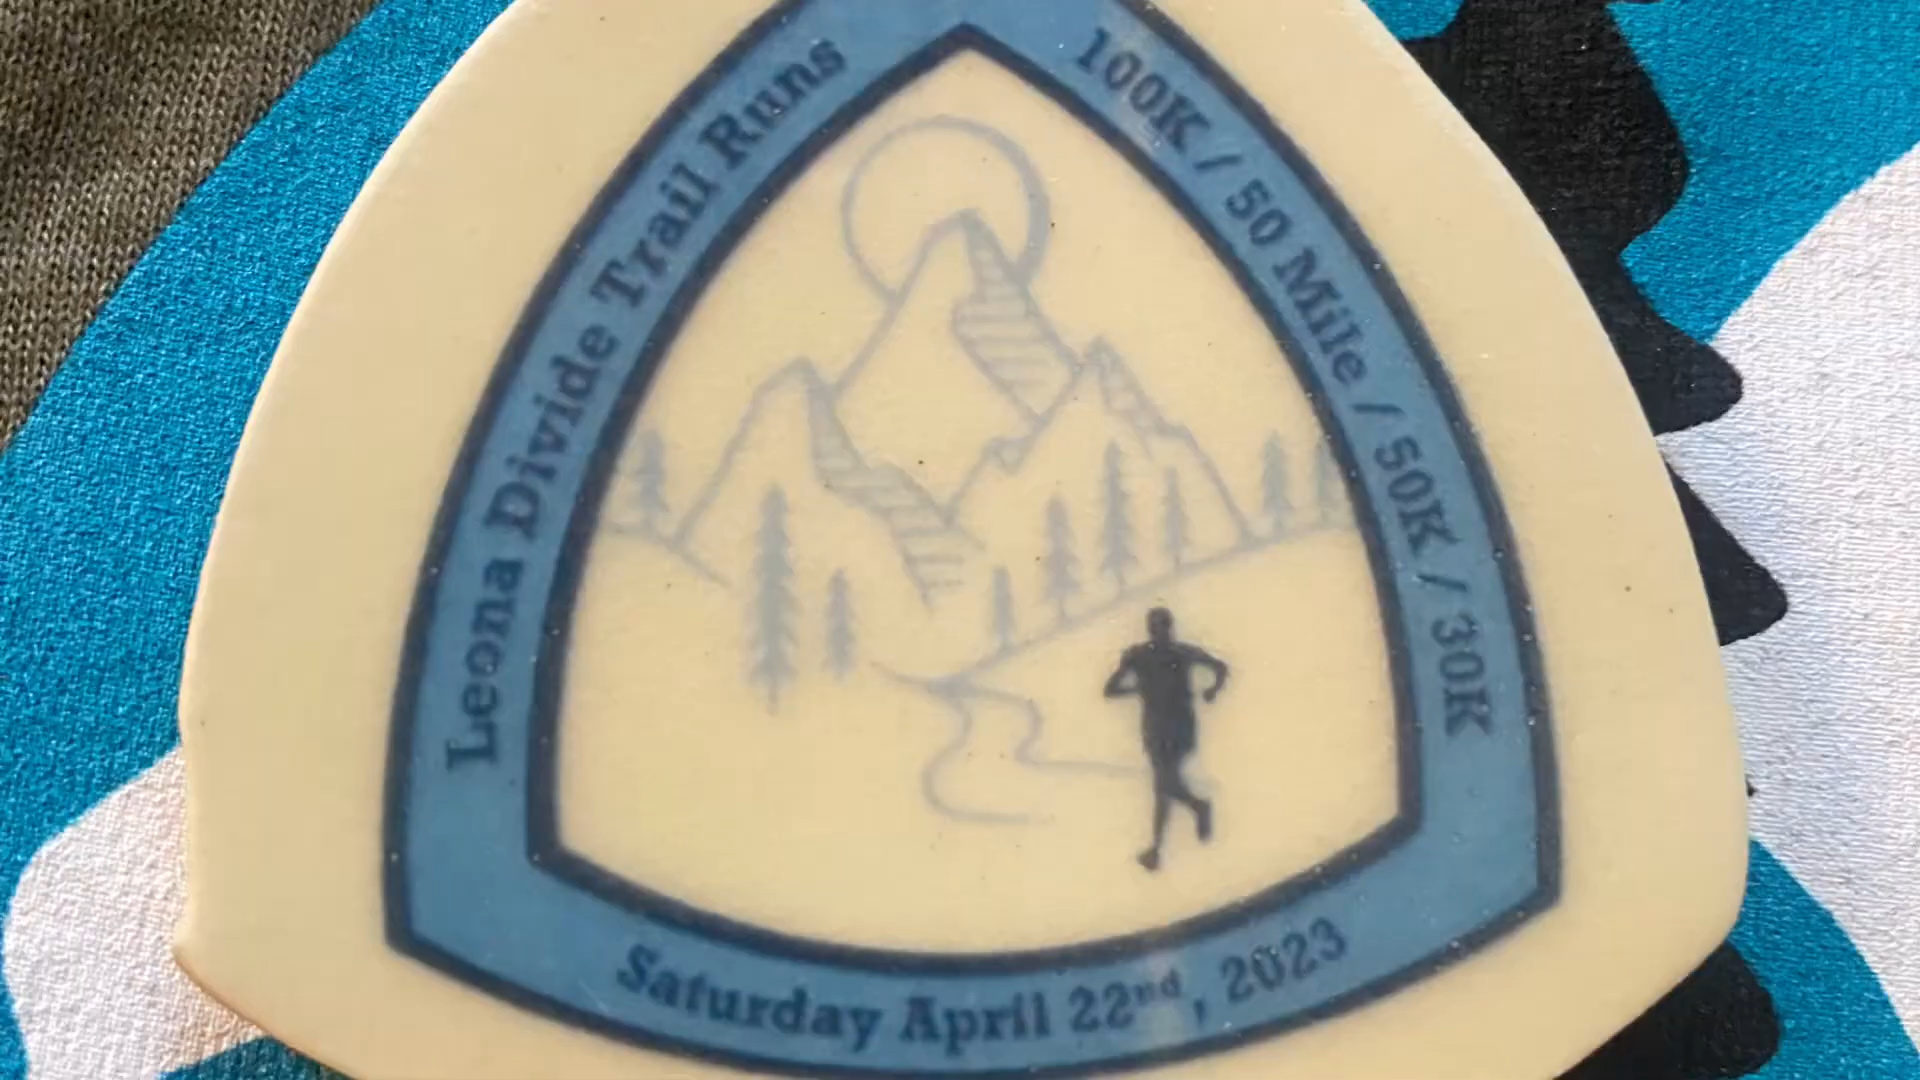 Leona Divide Trail Runs
100K / 50 Mile / 50K / 30K
Saturday April 22nd, 2023